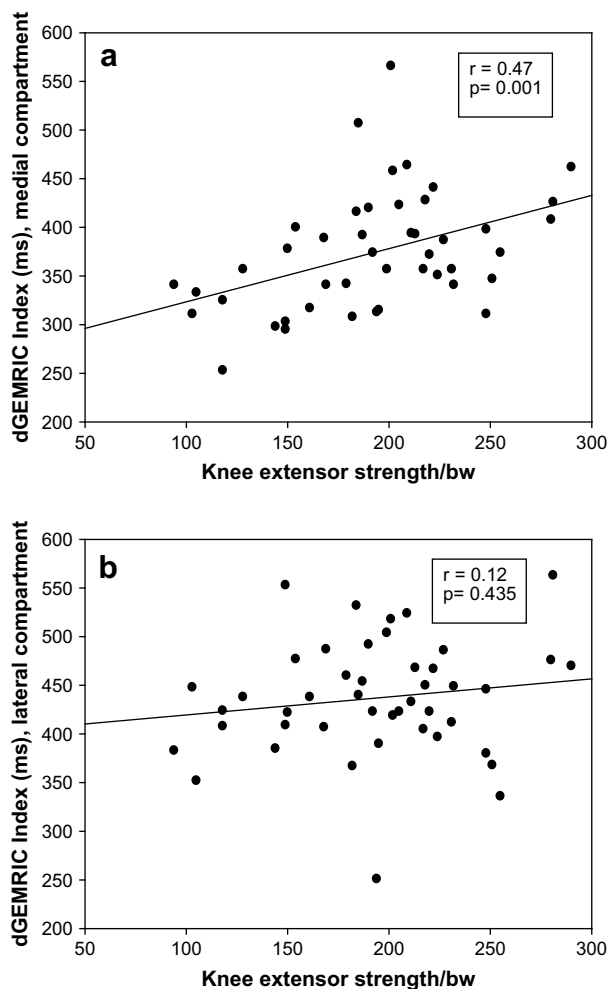 a
r = 0.47
p= 0.001
dGEMRIC Index (ms), medial compartment
600
550
500
450
400
350
300
250
200
50 100 150 200 250 300
Knee extensor strength/bw
b
r = 0.12
p= 0.435
dGEMRIC Index (ms), lateral compartment
600
550
500
450
400
350
300
250
200
50 100 150 200 250 300
Knee extensor strength/bw